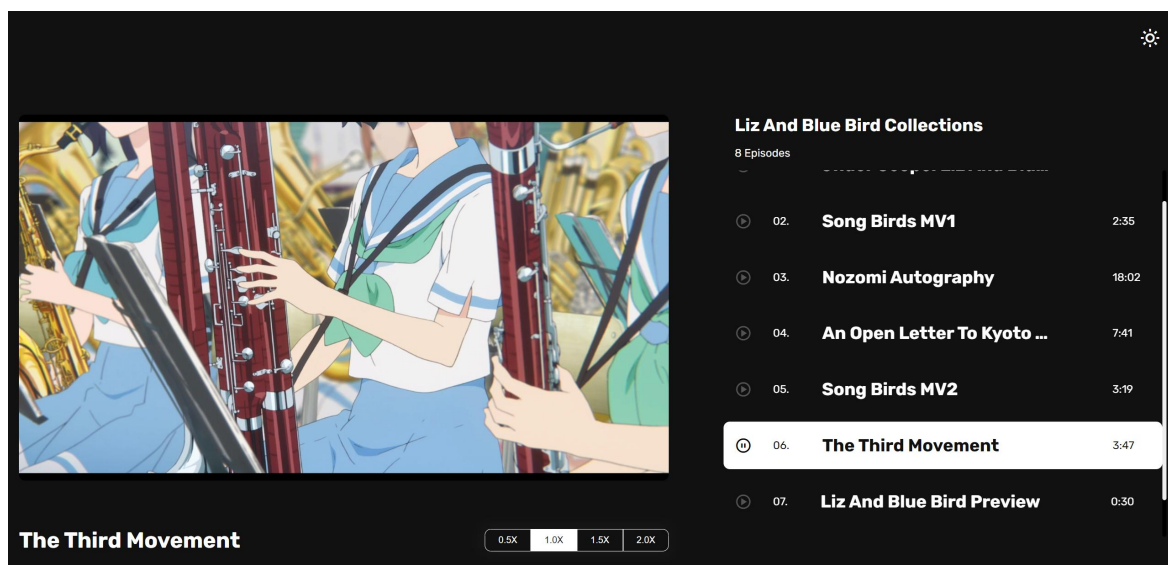 Liz And Blue Bird Collections
8 Episodes
02. Song Birds MV1 2:35
03. Nozomi Autography 18:02
04. An Open Letter To Kyoto ... 7:41
05. Song Birds MV2 3:19
06. The Third Movement 3:47
07. Liz And Blue Bird Preview 0:30
The Third Movement
0.5X 1.0X 1.5X 2.0X